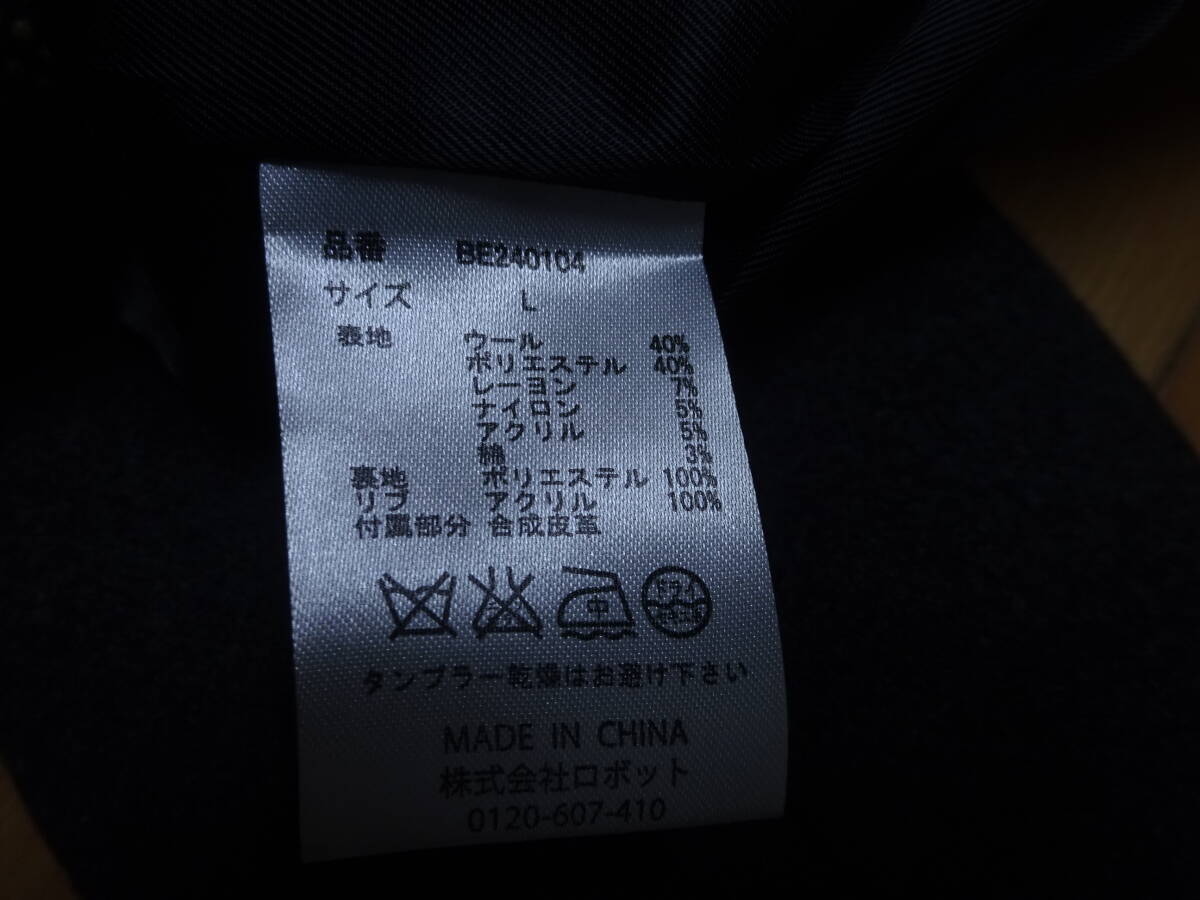 品番 BE240104
サイズ L
表地 ウール 40%
ポリエステル 40%
レーヨン 7%
ナイロン 5%
アクリル 5%
綿 3%
裏地 ポリエステル 100%
リブ アクリル 100%
付属部分 合成皮革
中 ドライ
タンブラー乾燥はお避け下さい
MADE IN CHINA
株式会社ロボット
0120-607-410